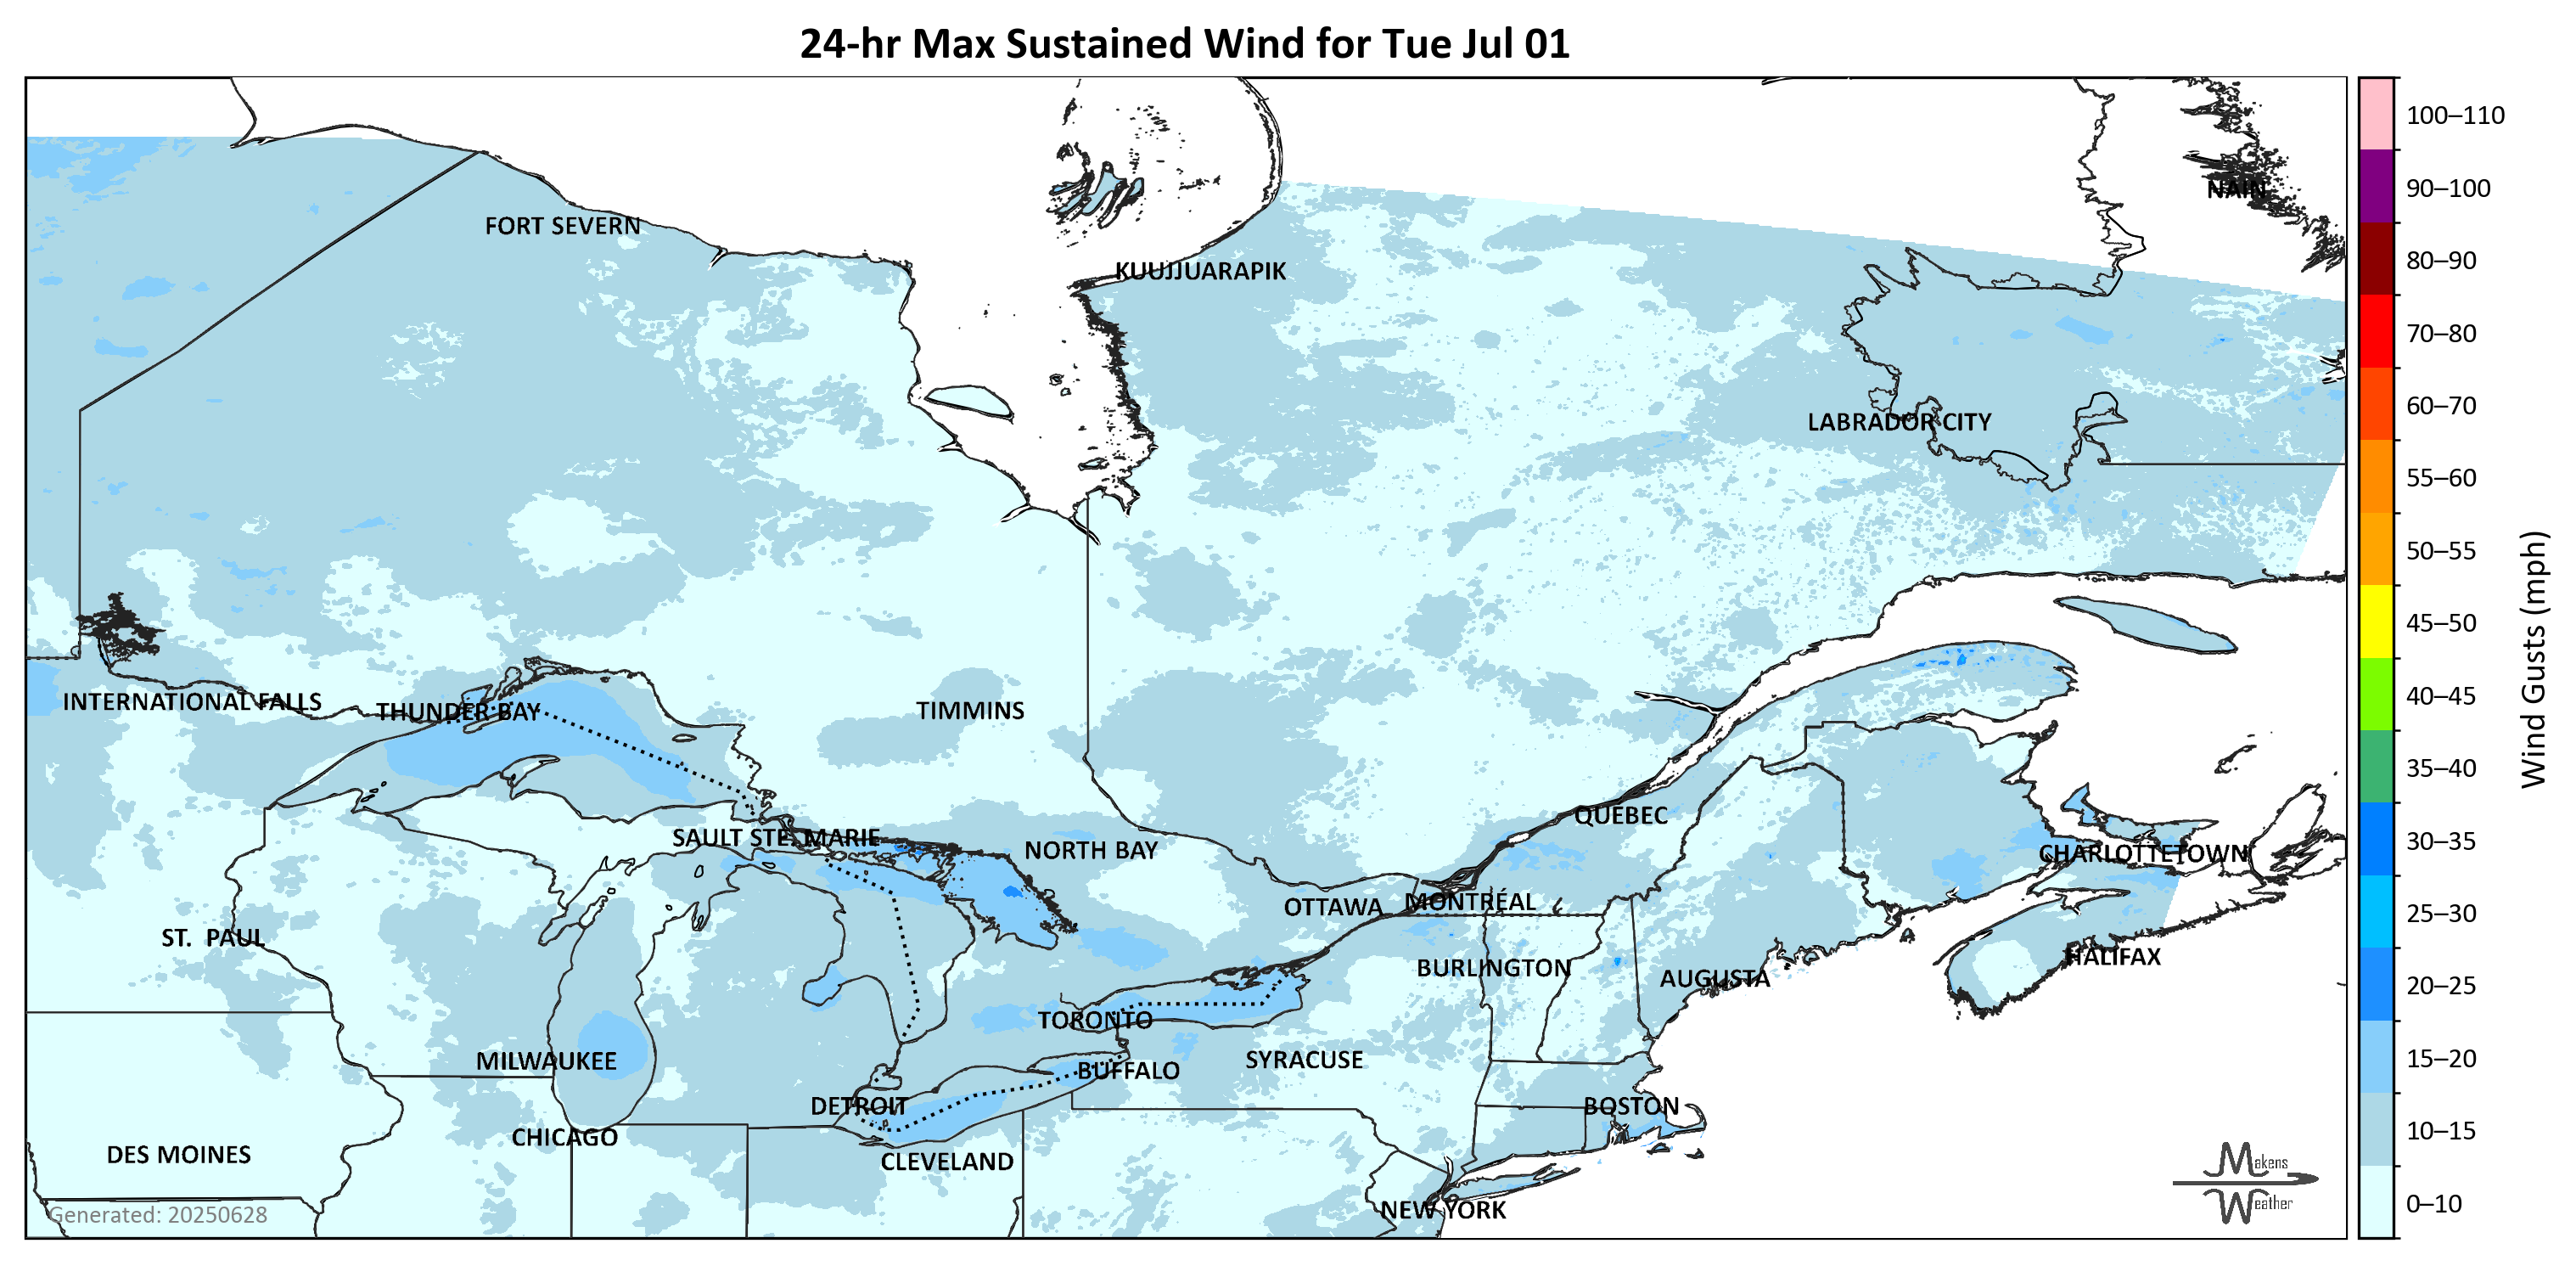 24-hr Max Sustained Wind for Tue Jul 01
100–110
90–100
80–90
70–80
60–70
55–60
50–55
45–50
40–45
35–40
30–35
25–30
20–25
15–20
10–15
0–10
Wind Gusts (mph)
NAIN
FORT SEVERN
KUUJJUARAPIK
LABRADOR CITY
INTERNATIONAL FALLS
THUNDER BAY
TIMMINS
QUÉBEC
SAULT STE. MARIE
NORTH BAY
CHARLOTTETOWN
OTTAWA
MONTRÉAL
ST. PAUL
HALIFAX
BURLINGTON
AUGUSTA
TORONTO
MILWAUKEE
SYRACUSE
BUFFALO
DETROIT
BOSTON
CHICAGO
DES MOINES
CLEVELAND
NEW YORK
Generated: 20250628
Makens
Weather